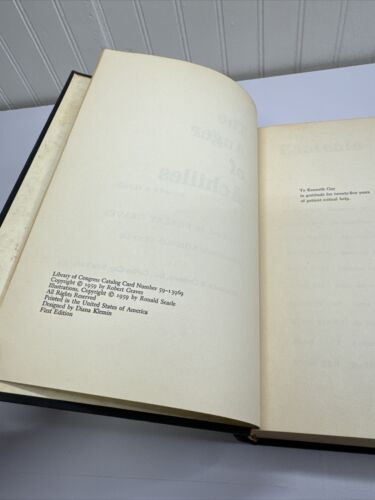 Library of Congress Catalog Card Number 59-13969
Copyright © 1959 by Robert Graves
Illustrations, Copyright © 1959 by Ronald Searle
All Rights Reserved
Printed in the United States of America
Designed by Diana Klemin
First Edition
To Kenneth Gay
in gratitude for twenty-five years
of patient critical help.